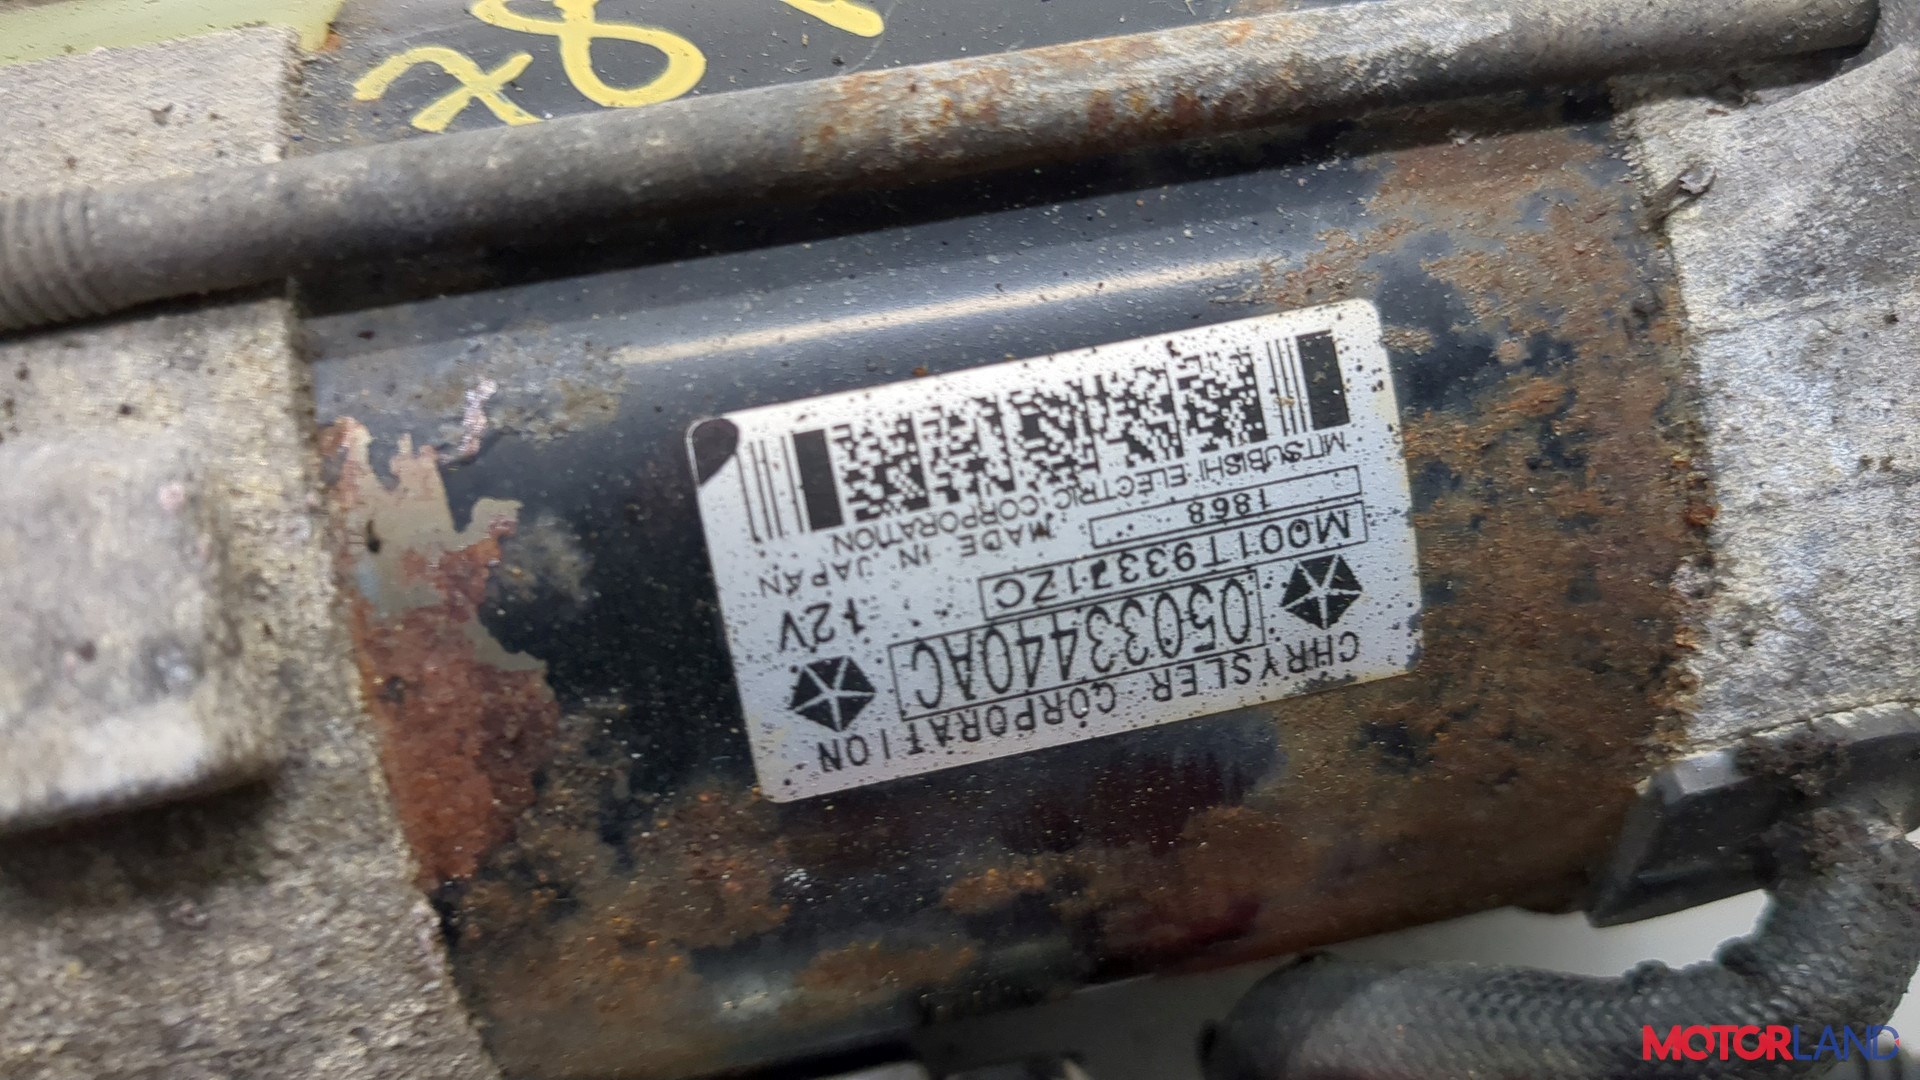 CHRYSLER CORPORATION
05033440AC
12V
M001T93371ZC
1868
MITSUBISHI ELECTRIC CORPORATION
MADE IN JAPAN
MOTORLAND